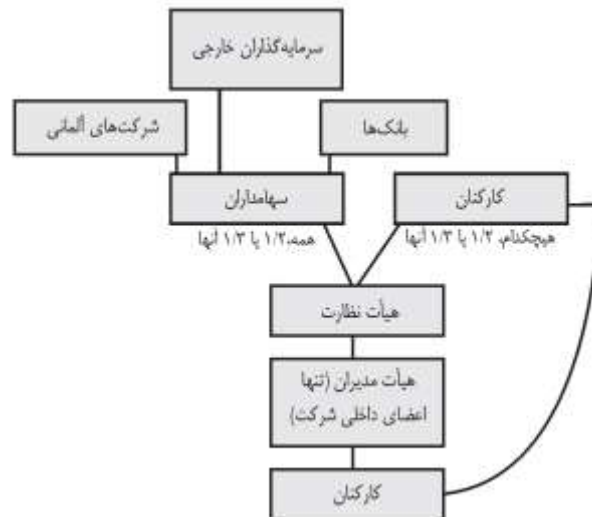 سرمایه‌گذاران خارجی
بانک‌ها
شرکت‌های آلمانی
کارکنان
سهامداران
هیچکدام، ۱/۲ یا ۱/۳ آنها
همه، ۱/۲ یا ۱/۳ آنها
هیأت نظارت
هیأت مدیران (تنها
اعضای داخلی شرکت)
کارکنان